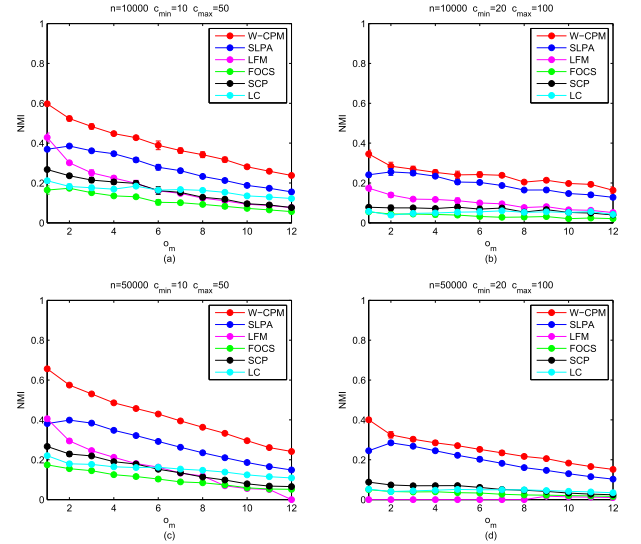 n=10000 c_min=10 c_max=50
NMI
1
0.8
0.6
0.4
0.2
0
W-CPM
SLPA
LFM
FOCS
SCP
LC
2 4 6 8 10 12
o_m
(a)
n=10000 c_min=20 c_max=100
NMI
1
0.8
0.6
0.4
0.2
0
W-CPM
SLPA
LFM
FOCS
SCP
LC
2 4 6 8 10 12
o_m
(b)
n=50000 c_min=10 c_max=50
NMI
1
0.8
0.6
0.4
0.2
0
W-CPM
SLPA
LFM
FOCS
SCP
LC
2 4 6 8 10 12
o_m
(c)
n=50000 c_min=20 c_max=100
NMI
1
0.8
0.6
0.4
0.2
0
W-CPM
SLPA
LFM
FOCS
SCP
LC
2 4 6 8 10 12
o_m
(d)